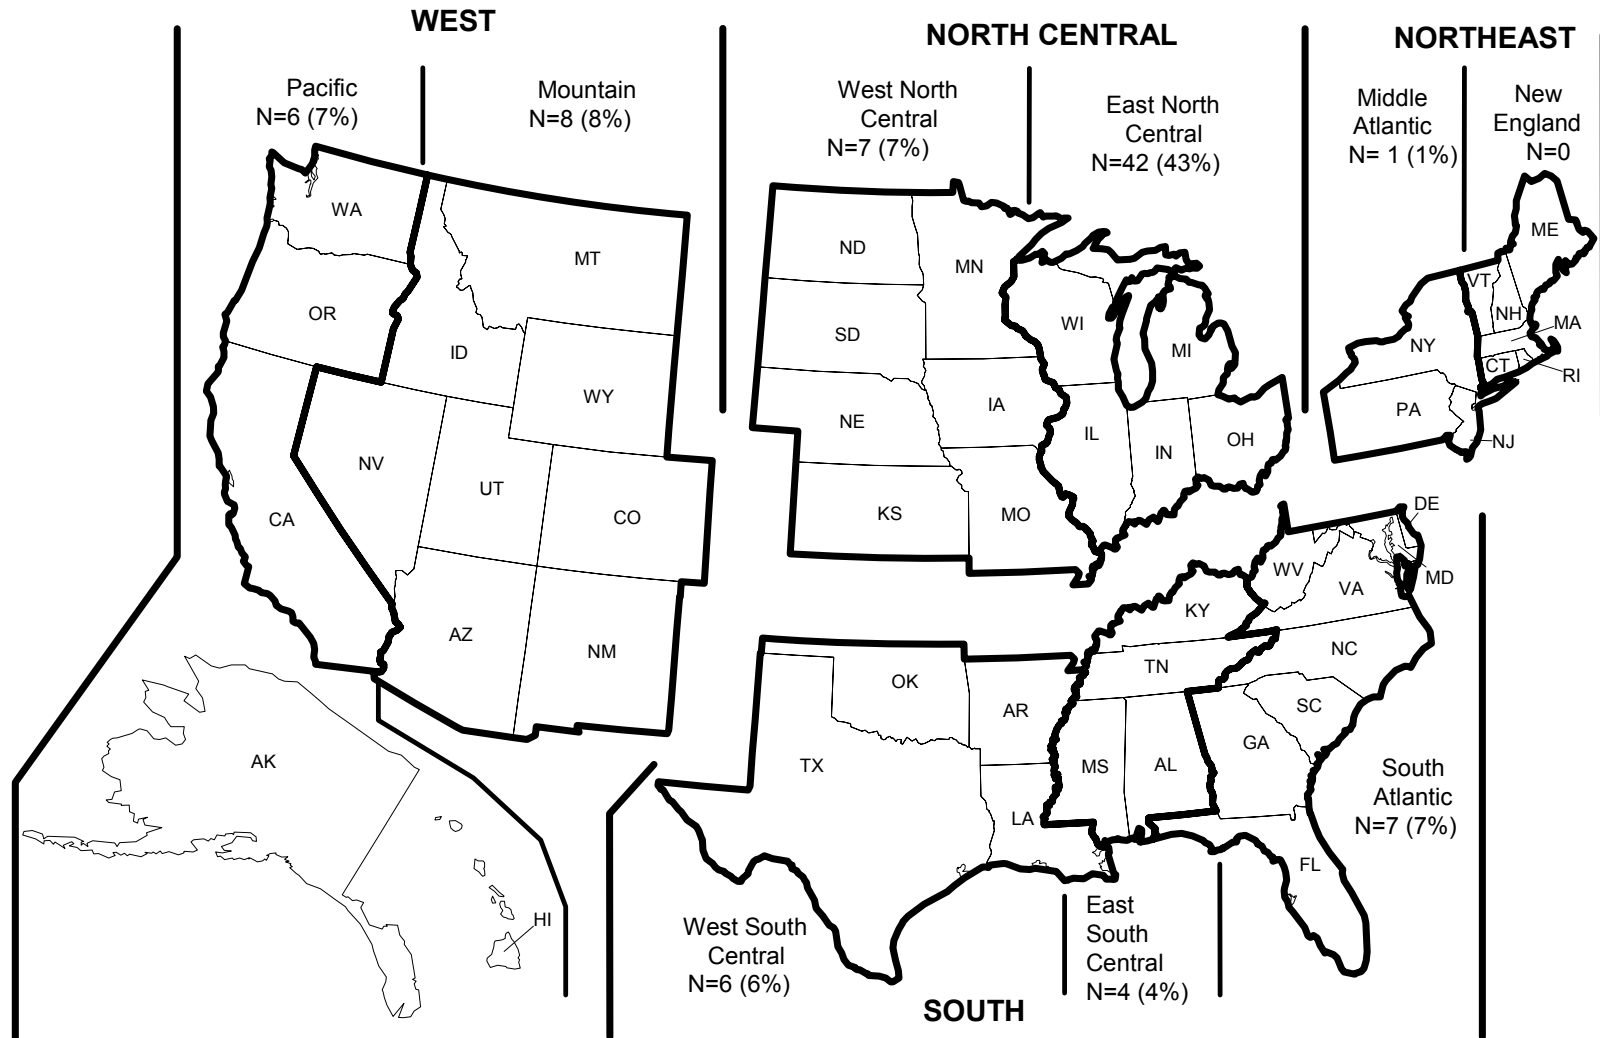 WEST
NORTH CENTRAL
NORTHEAST
Pacific
N=6 (7%)
Mountain
N=8 (8%)
West North
Central
N=7 (7%)
East North
Central
N=42 (43%)
Middle
Atlantic
N= 1 (1%)
New
England
N=0
WA
OR
CA
MT
ID
WY
NV
UT
CO
AZ
NM
AK
HI
ND
MN
SD
NE
IA
KS
MO
WI
MI
IL
IN
OH
ME
VT
NH
MA
NY
CT
RI
PA
NJ
DE
MD
WV
VA
KY
NC
TN
SC
GA
MS
AL
FL
OK
AR
TX
LA
South
Atlantic
N=7 (7%)
West South
Central
N=6 (6%)
East
South
Central
N=4 (4%)
SOUTH